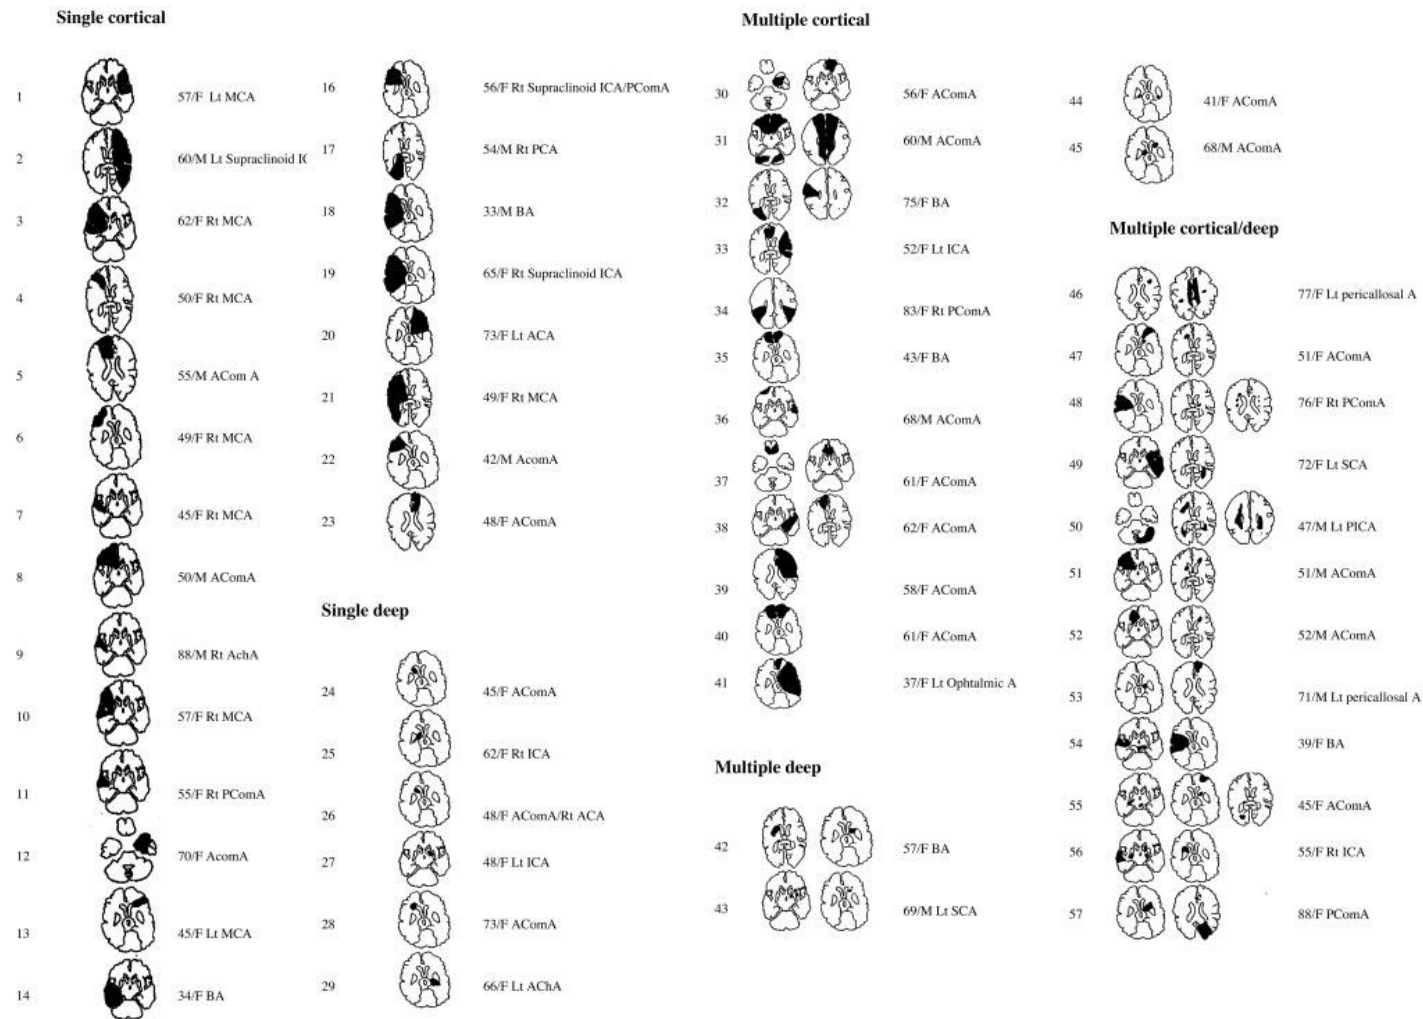 Single cortical
1 57/F Lt MCA
2 60/M Lt Supraclinoid IC
3 62/F Rt MCA
4 50/F Rt MCA
5 55/M ACom A
6 49/F Rt MCA
7 45/F Rt MCA
8 50/M AComA
9 88/M Rt AchA
10 57/F Rt MCA
11 55/F Rt PComA
12 70/F AcomA
13 45/F Lt MCA
14 34/F BA
16 56/F Rt Supraclinoid ICA/PComA
17 54/M Rt PCA
18 33/M BA
19 65/F Rt Supraclinoid ICA
20 73/F Lt ACA
21 49/F Rt MCA
22 42/M AcomA
23 48/F AComA
Single deep
24 45/F AComA
25 62/F Rt ICA
26 48/F AComA/Rt ACA
27 48/F Lt ICA
28 73/F AComA
29 66/F Lt AChA
Multiple cortical
30 56/F AComA
31 60/M AComA
32 75/F BA
33 52/F Lt ICA
34 83/F Rt PComA
35 43/F BA
36 68/M AComA
37 61/F AComA
38 62/F AComA
39 58/F AComA
40 61/F AComA
41 37/F Lt Ophtalmic A
Multiple deep
42 57/F BA
43 69/M Lt SCA
44 41/F AComA
45 68/M AComA
Multiple cortical/deep
46 77/F Lt pericallosal A
47 51/F AComA
48 76/F Rt PComA
49 72/F Lt SCA
50 47/M Lt PICA
51 51/M AComA
52 52/M AComA
53 71/M Lt pericallosal A
54 39/F BA
55 45/F AComA
56 55/F Rt ICA
57 88/F PComA